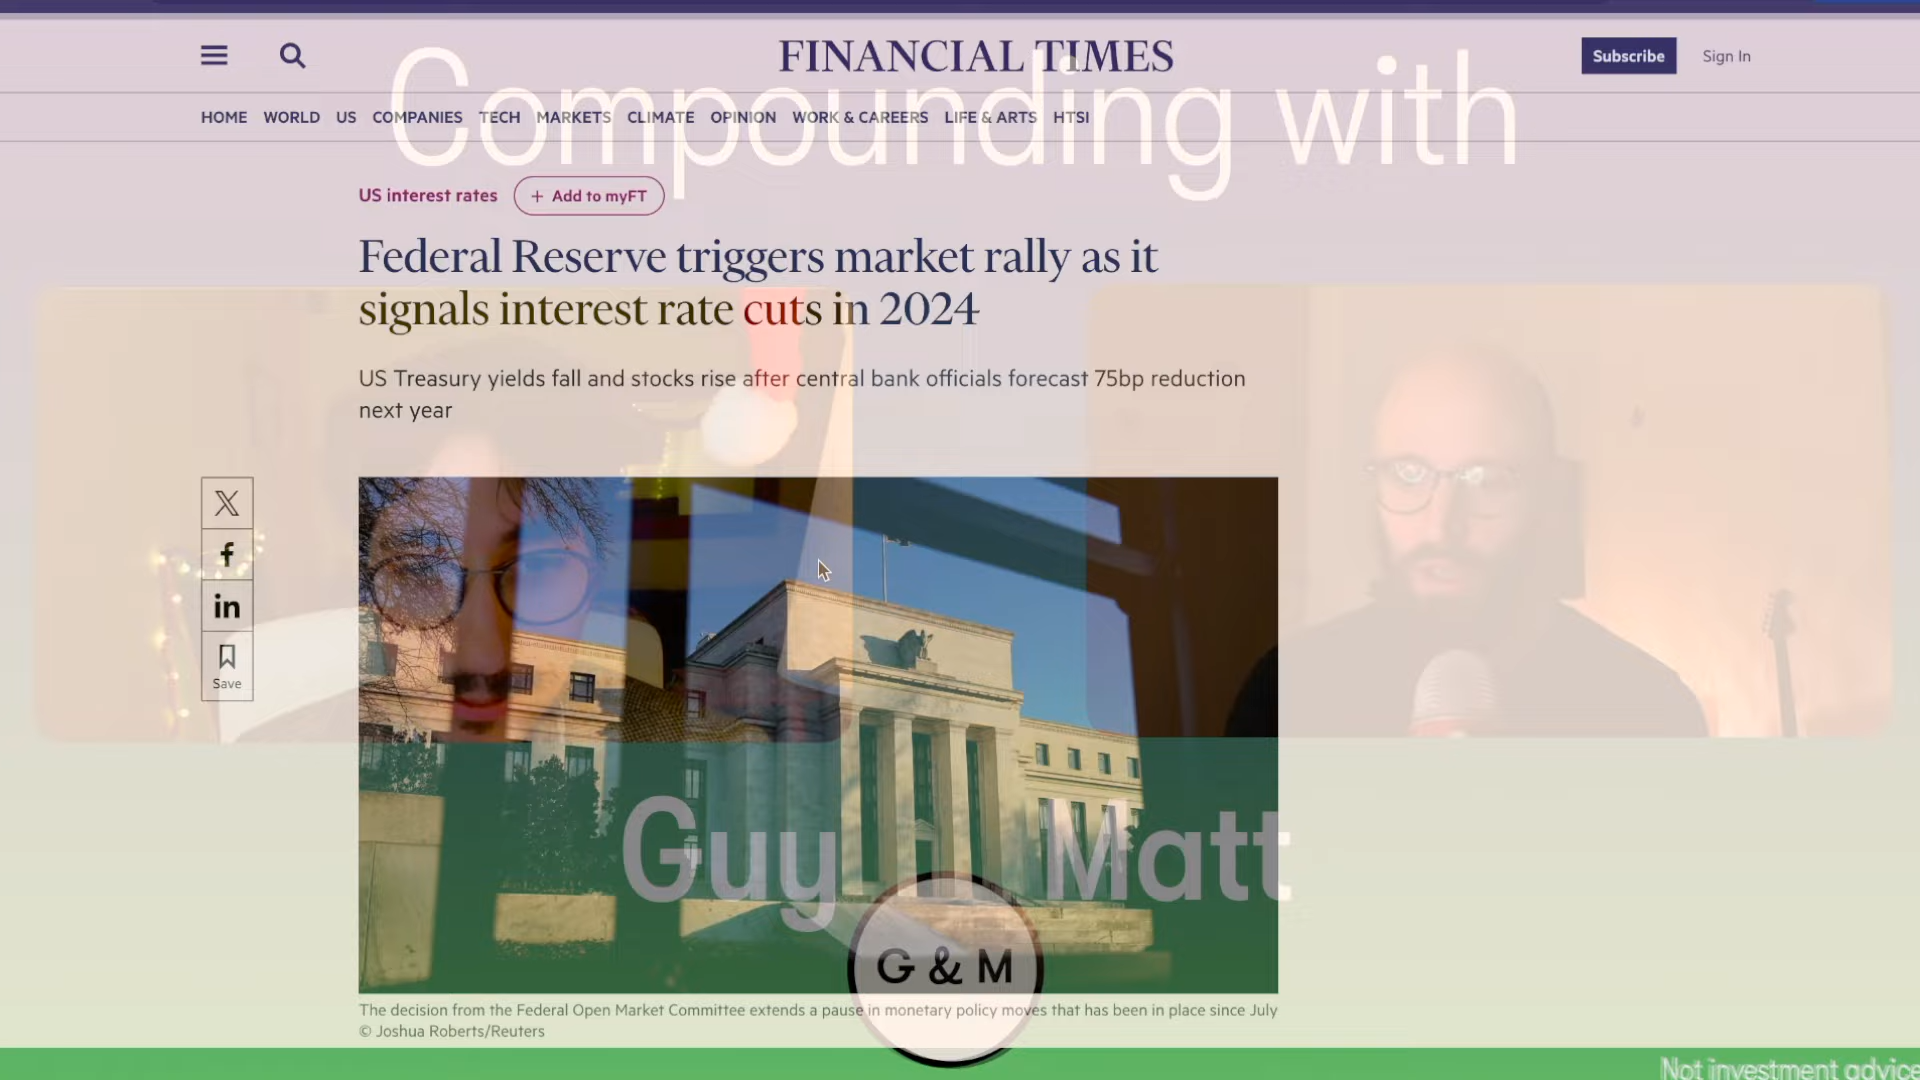 FINANCIAL TIMES
Subscribe
Sign In
Compounding with
HOME WORLD US COMPANIES TECH MARKETS CLIMATE OPINION WORK & CAREERS LIFE & ARTS HTSI
US interest rates
+ Add to myFT
Federal Reserve triggers market rally as it
signals interest rate cuts in 2024
US Treasury yields fall and stocks rise after central bank officials forecast 75bp reduction
next year
Save
Guy
Matt
G & M
The decision from the Federal Open Market Committee extends a pause in monetary policy moves that has been in place since July
© Joshua Roberts/Reuters
Not investment advice